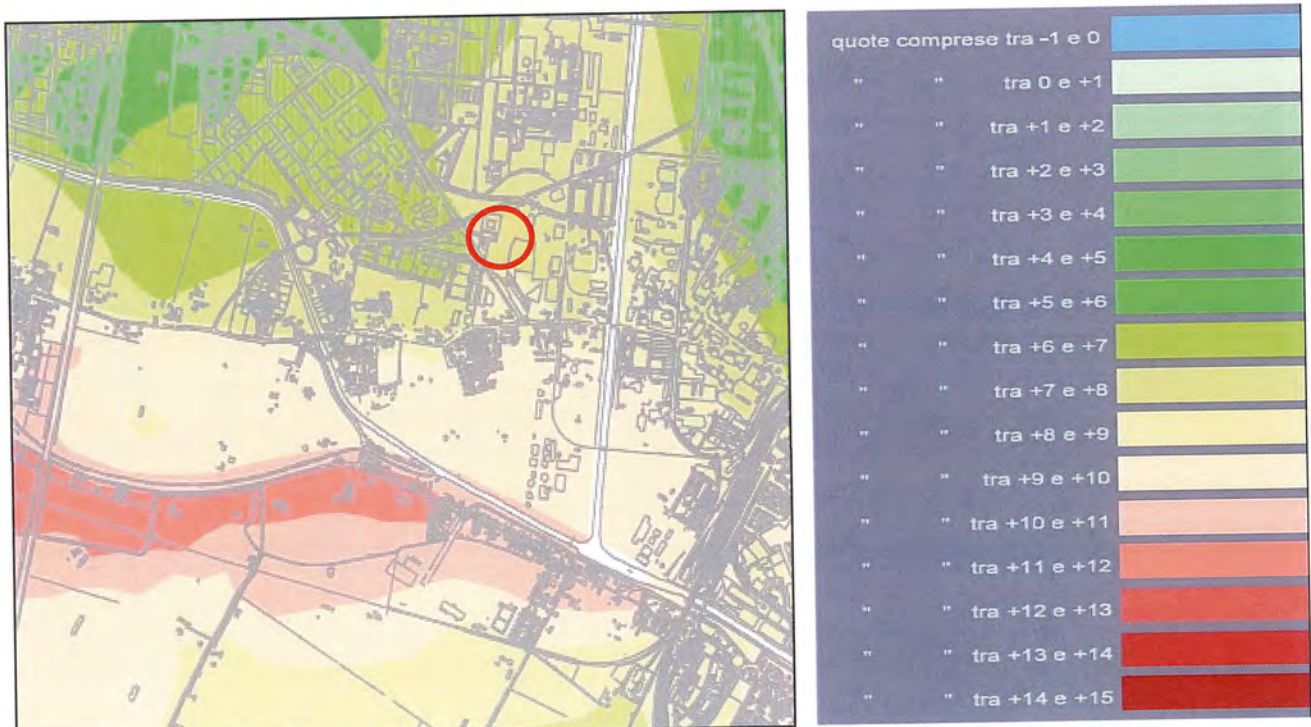 quote comprese tra -1 e 0
" " tra 0 e +1
" " tra +1 e +2
" " tra +2 e +3
" " tra +3 e +4
" " tra +4 e +5
" " tra +5 e +6
" " tra +6 e +7
" " tra +7 e +8
" " tra +8 e +9
" " tra +9 e +10
" " tra +10 e +11
" " tra +11 e +12
" " tra +12 e +13
" " tra +13 e +14
" " tra +14 e +15